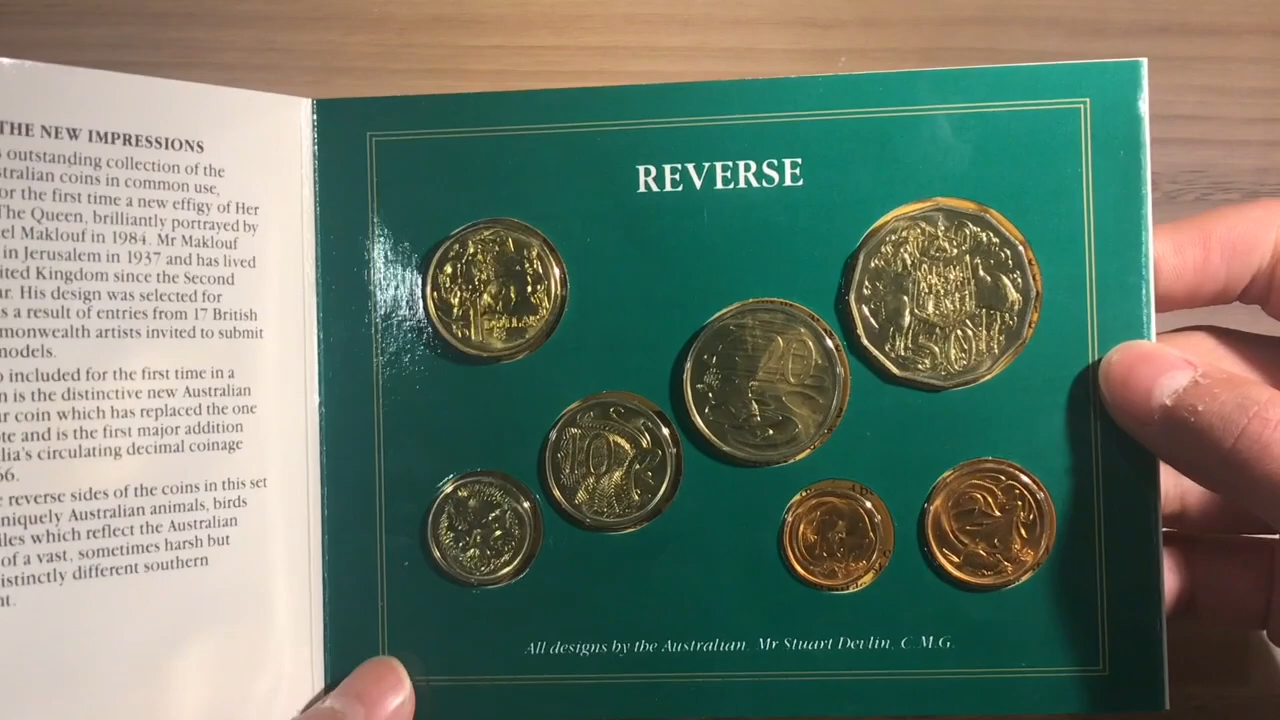 THE NEW IMPRESSIONS
outstanding collection of the
stralian coins in common use,
or the first time a new effigy of Her
The Queen, brilliantly portrayed by
el Maklouf in 1984. Mr Maklouf
in Jerusalem in 1937 and has lived
ited Kingdom since the Second
ar. His design was selected for
s a result of entries from 17 British
mmonwealth artists invited to submit
models.
o included for the first time in a
n is the distinctive new Australian
r coin which has replaced the one
te and is the first major addition
lia's circulating decimal coinage
66.
reverse sides of the coins in this set
niquely Australian animals, birds
iles which reflect the Australian
of a vast, sometimes harsh but
istinctly different southern
nt.
REVERSE
DOLLAR
50
20
10
5
2
All designs by the Australian. Mr Stuart Devlin, C.M.G.